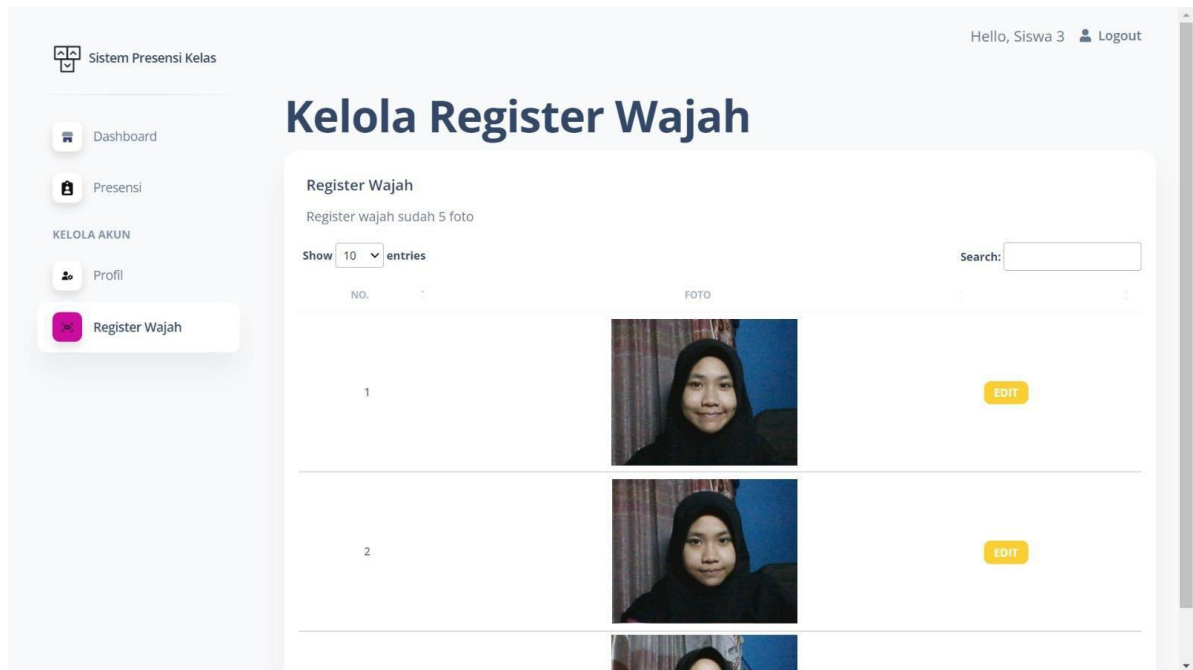 Hello, Siswa 3 Logout
Sistem Presensi Kelas
Kelola Register Wajah
Dashboard
Presensi
KELOLA AKUN
Profil
Register Wajah
Register Wajah
Register wajah sudah 5 foto
Show 10 entries
Search:
NO. FOTO
1 EDIT
2 EDIT